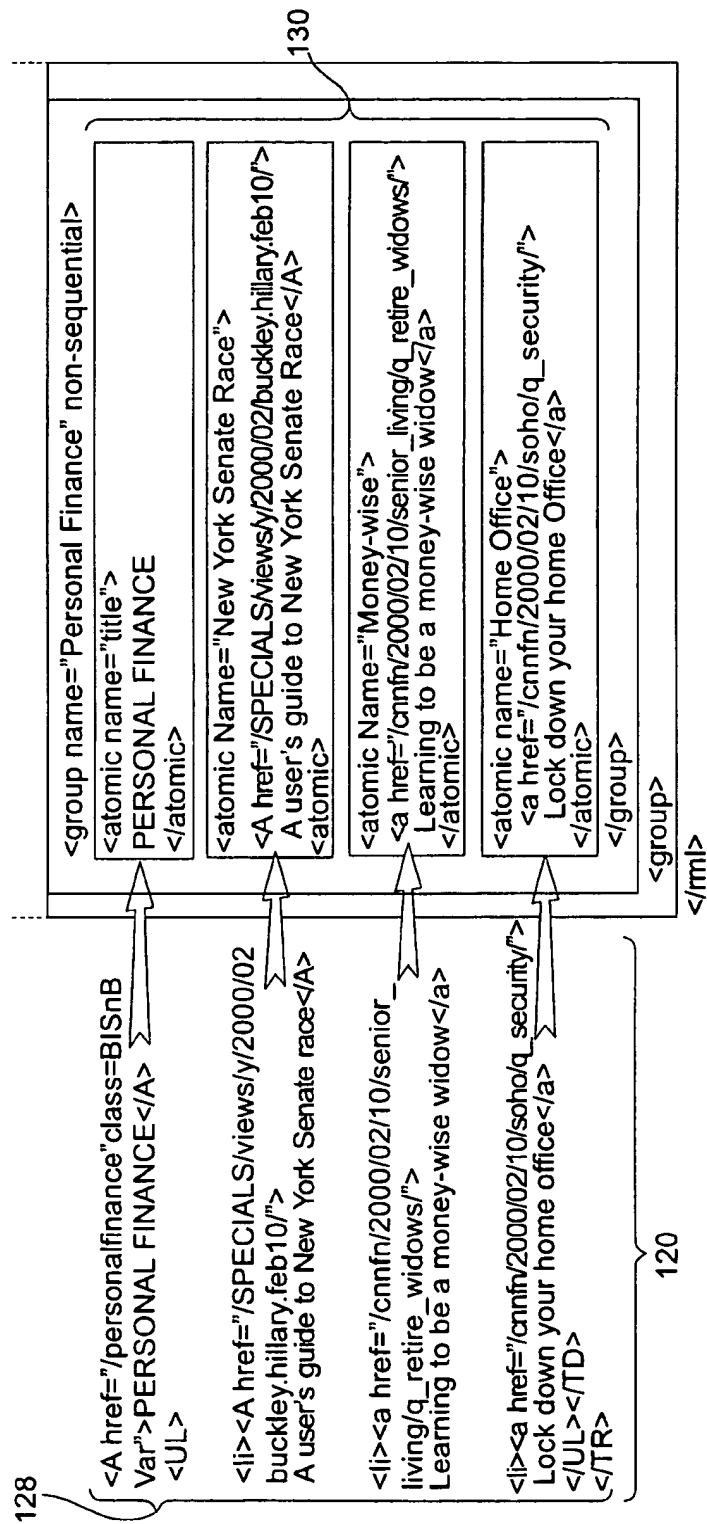 128
<A href="/personalfinance"class=BISnB
Var">PERSONAL FINANCE</A>
<UL>
<li><A href="/SPECIALS/views/y/2000/02
buckley.hillary.feb10/">
A user's guide to New York Senate race</A>
<li><a href="/cnnfn/2000/02/10/senior_
living/q_retire_widows/">
Learning to be a money-wise widow</a>
<li><a href="/cnnfn/2000/02/10/soho/q_security/">
Lock down your home office</a>
</UL></TD>
</TR>
120
<group name="Personal Finance" non-sequential>
<atomic name="title">
PERSONAL FINANCE
</atomic>
<atomic Name="New York Senate Race">
<A href="/SPECIALS/views/y/2000/02/buckley.hillary.feb10/">
A user's guide to New York Senate Race</A>
<atomic>
<atomic Name="Money-wise">
<a href="/cnnfn/2000/02/10/senior_living/q_retire_widows/">
Learning to be a money-wise widow</a>
</atomic>
<atomic name="Home Office">
<a href="/cnnfn/2000/02/10/soho/q_security/">
Lock down your home Office</a>
</atomic>
</group>
<group>
</rml>
130